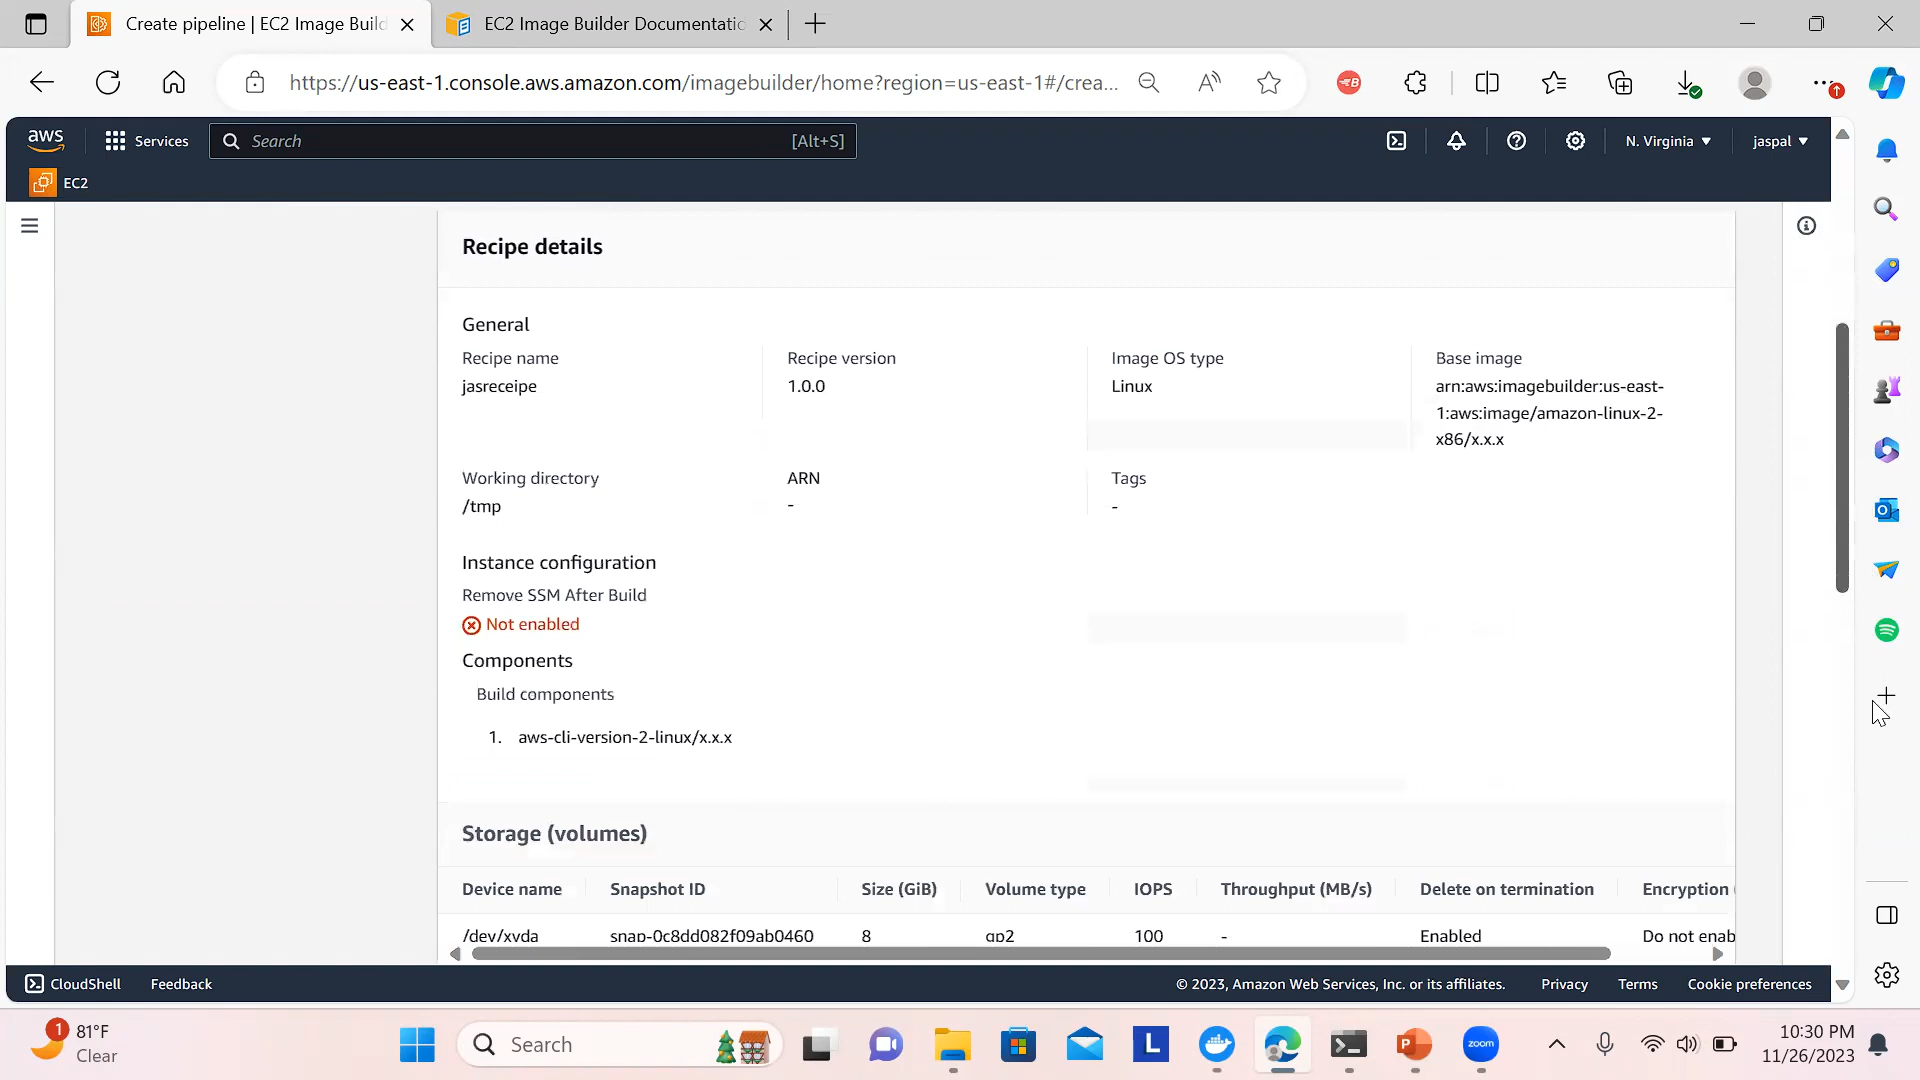 Create pipeline | EC2 Image Build
EC2 Image Builder Documentatio
https://us-east-1.console.aws.amazon.com/imagebuilder/home?region=us-east-1#/crea...
aws
Services
Search
[Alt+S]
N. Virginia
jaspal
EC2
Recipe details
General
Recipe name
Recipe version
Image OS type
Base image
jasreceipe
1.0.0
Linux
arn:aws:imagebuilder:us-east-
1:aws:image/amazon-linux-2-
x86/x.x.x
Working directory
ARN
Tags
/tmp
-
-
Instance configuration
Remove SSM After Build
Not enabled
Components
Build components
1. aws-cli-version-2-linux/x.x.x
Storage (volumes)
Device name
Snapshot ID
Size (GiB)
Volume type
IOPS
Throughput (MB/s)
Delete on termination
Encryption
/dev/xvda
snap-0c8dd082f09ab0460
8
gp2
100
-
Enabled
Do not enab
CloudShell
Feedback
© 2023, Amazon Web Services, Inc. or its affiliates.
Privacy
Terms
Cookie preferences
1
81°F
Clear
Search
L
zoom
10:30 PM
11/26/2023